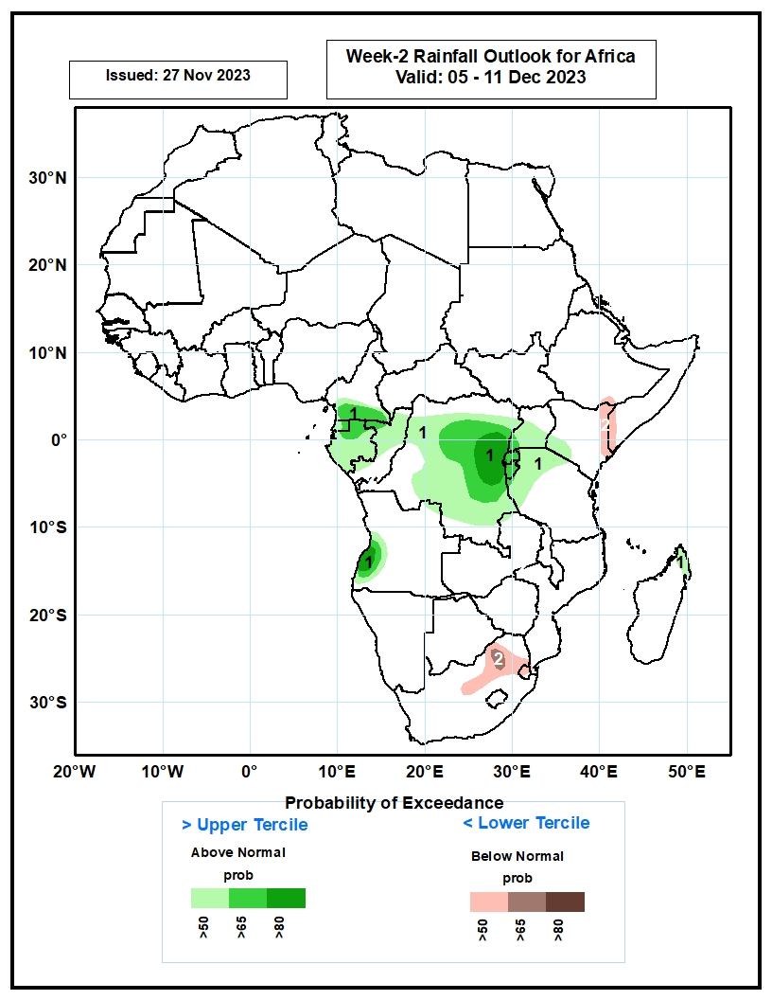 Issued: 27 Nov 2023
Week-2 Rainfall Outlook for Africa
Valid: 05 - 11 Dec 2023
30°N
20°N
10°N
0°
10°S
20°S
30°S
1
1
1
1
2
1
1
2
20°W 10°W 0° 10°E 20°E 30°E 40°E 50°E
Probability of Exceedance
> Upper Tercile
< Lower Tercile
Above Normal
Below Normal
prob
prob
>50 >65 >80
>50 >65 >80